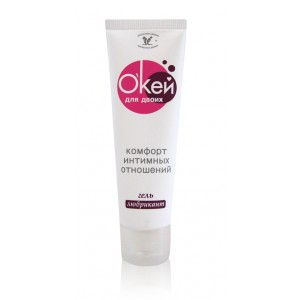 О'кей
для двоих
комфорт
интимных
отношений
гель
лубрикант